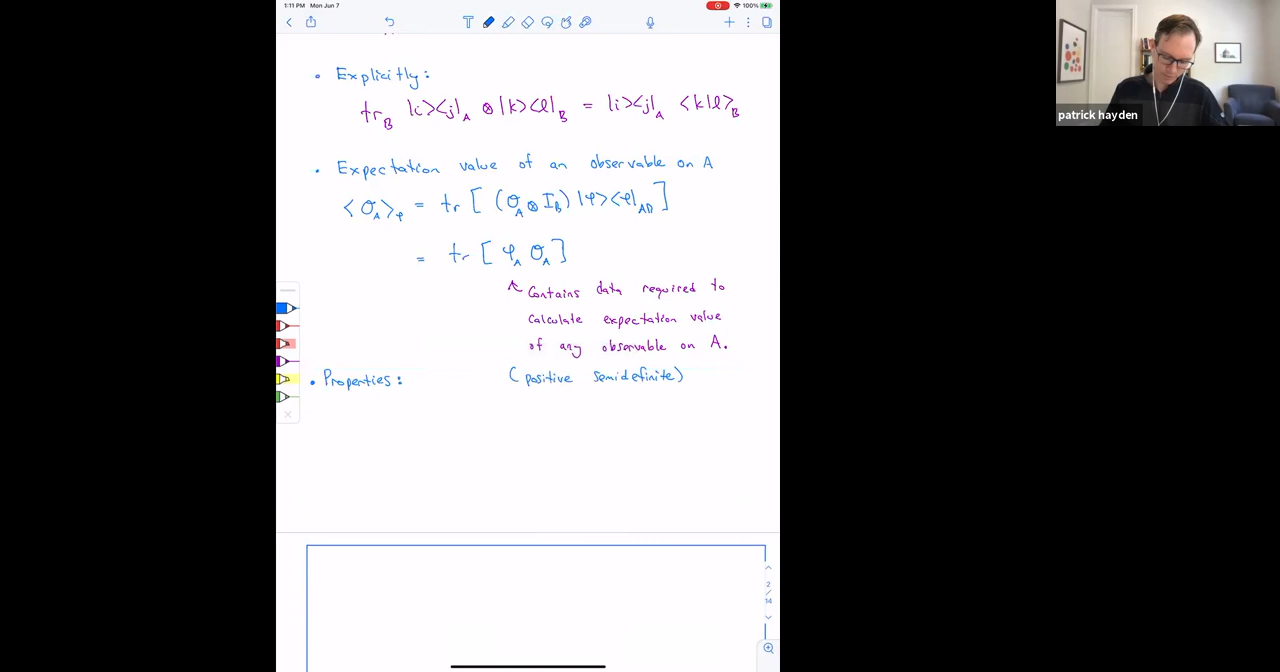 1:11 PM Mon Jun 7
100%
• Explicitly:
tr_B |i><j|_A ⊗ |k><l|_B = |i><j|_A <k|l>_B
• Expectation value of an observable on A
<O_A>_φ = tr [ (O_A ⊗ I_B) |φ><φ|_AB ]
= tr [ φ_A O_A ]
↖ Contains data required to
calculate expectation value
of any observable on A.
• Properties: (positive semidefinite)
2
/
14
patrick hayden